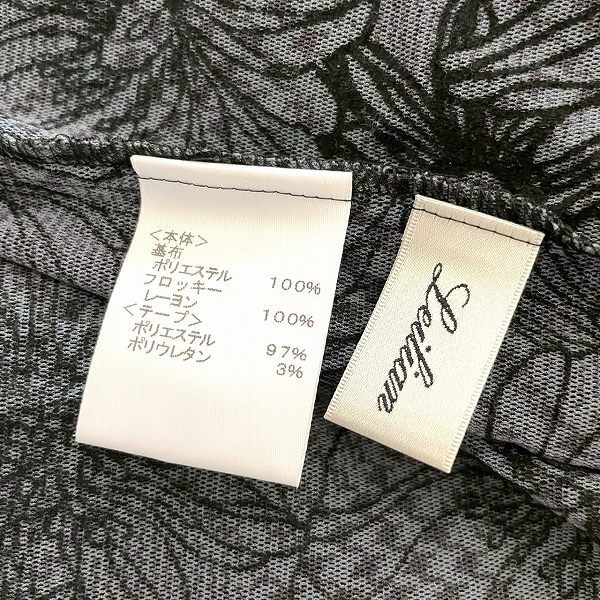 <本体>
基布
ポリエステル 100%
フロッキー
レーヨン 100%
<テープ>
ポリエステル 97%
ポリウレタン 3%
Leilian